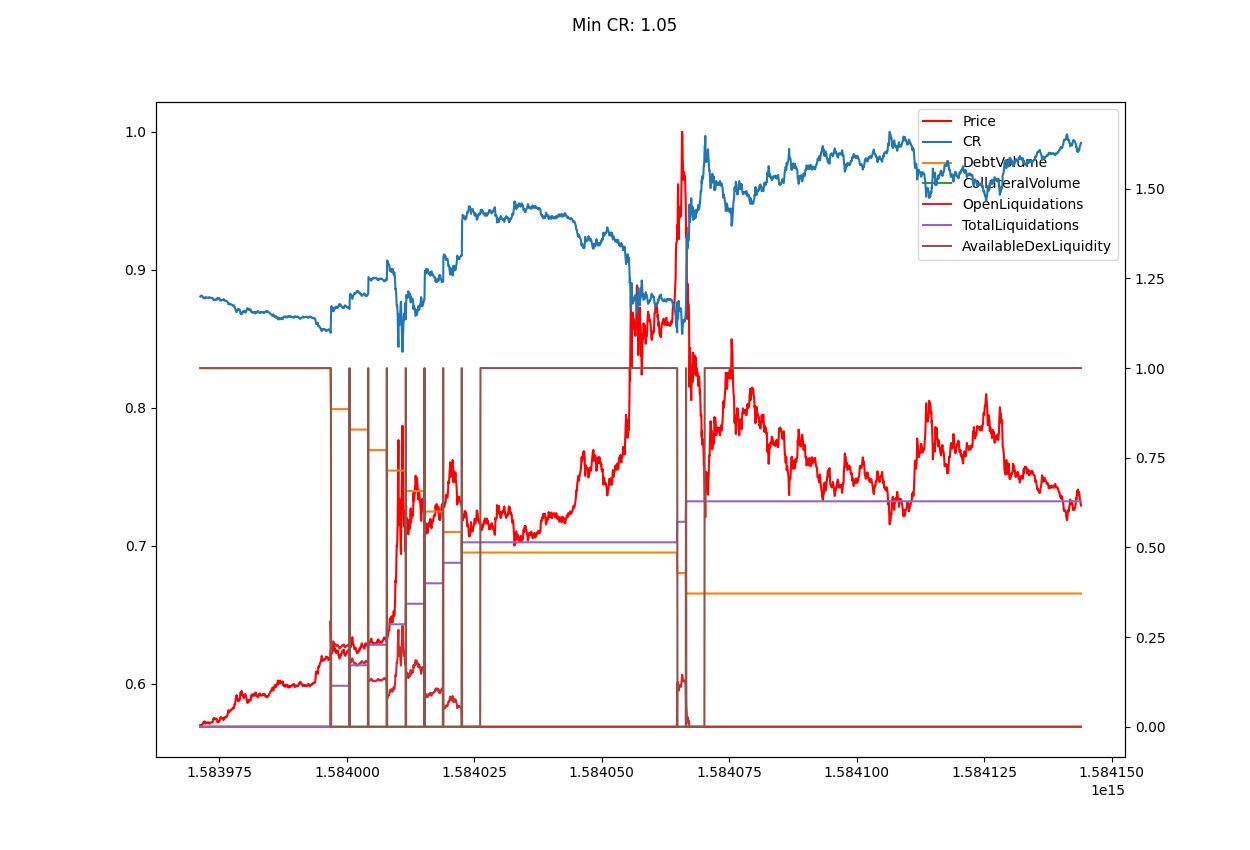 Min CR: 1.05
1.0
0.9
0.8
0.7
0.6
Price
CR
DebtVolume
CollateralVolume
OpenLiquidations
TotalLiquidations
AvailableDexLiquidity
1.50
1.25
1.00
0.75
0.50
0.25
0.00
1.583975 1.584000 1.584025 1.584050 1.584075 1.584100 1.584125 1.584150
1e15